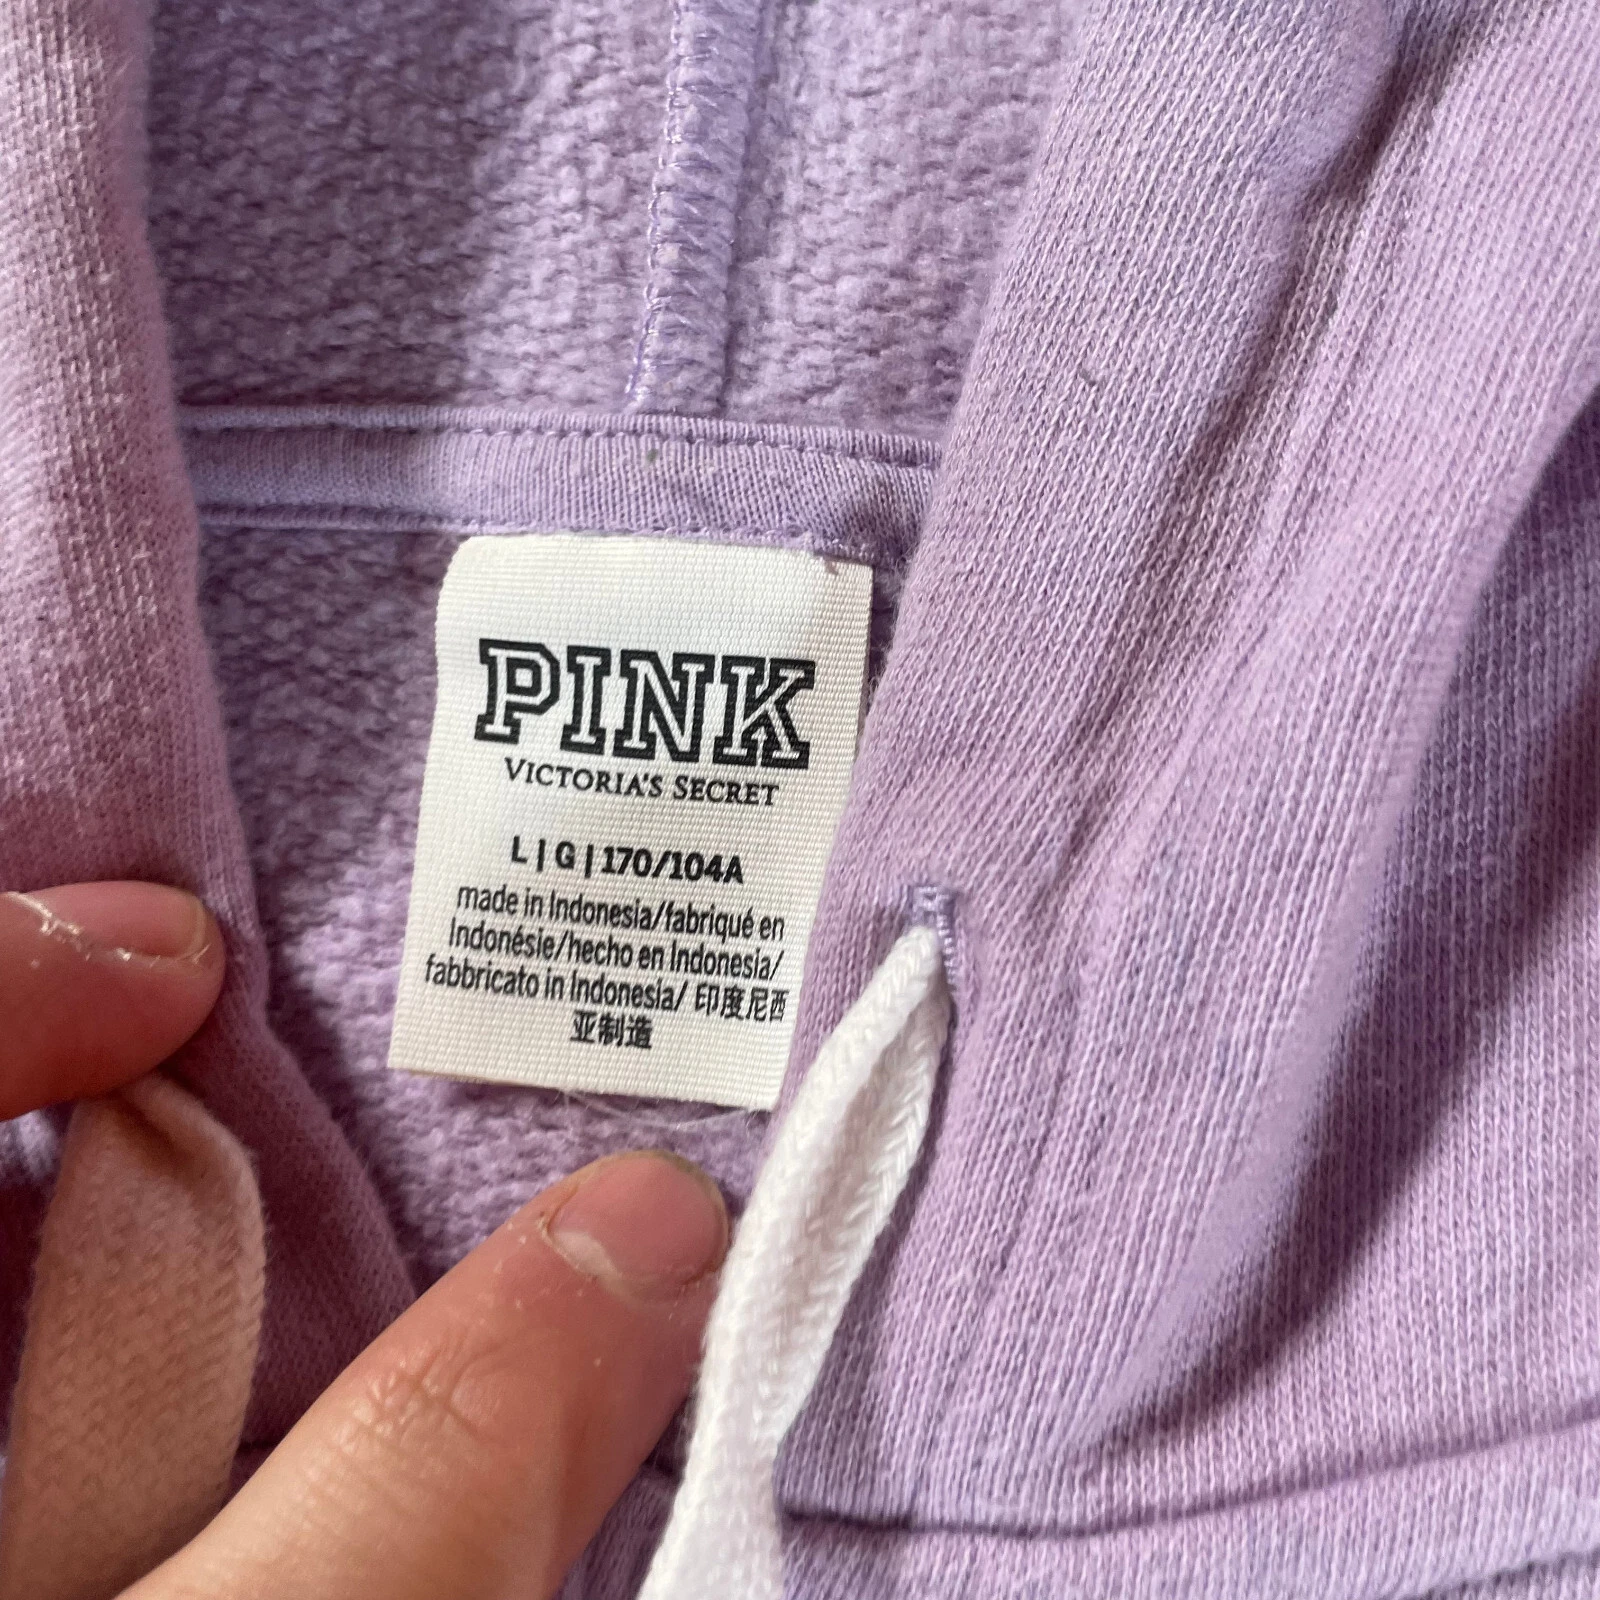 PINK
VICTORIA'S SECRET
L | G | 170/104A
made in Indonesia/fabriqué en
Indonésie/hecho en Indonesia/
fabbricato in Indonesia/ 印度尼西
亚制造